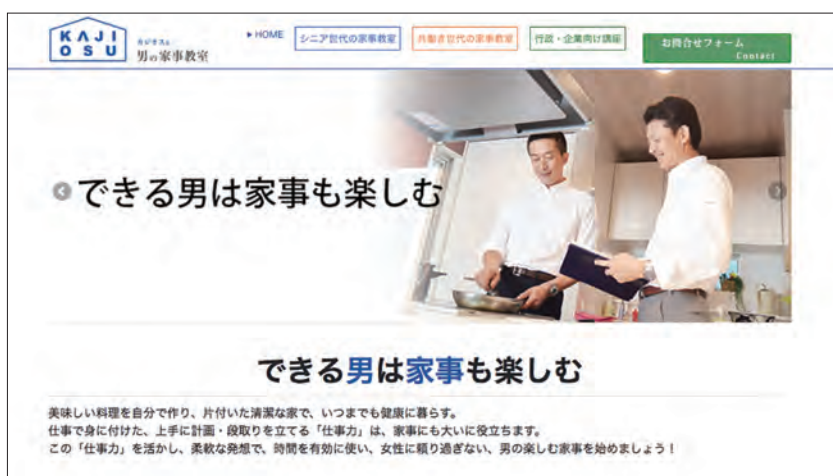 KAJI
OSU
カジオスの
男の家事教室
▶HOME
シニア世代の家事教室
共働き世代の家事教室
行政・企業向け講座
お問合せフォーム
Contact
できる男は家事も楽しむ
できる男は家事も楽しむ
美味しい料理を自分で作り、片付いた清潔な家で、いつまでも健康に暮らす。
仕事で身に付けた、上手に計画・段取りを立てる「仕事力」は、家事にも大いに役立ちます。
この「仕事力」を活かし、柔軟な発想で、時間を有効に使い、女性に頼り過ぎない、男の楽しむ家事を始めましょう！